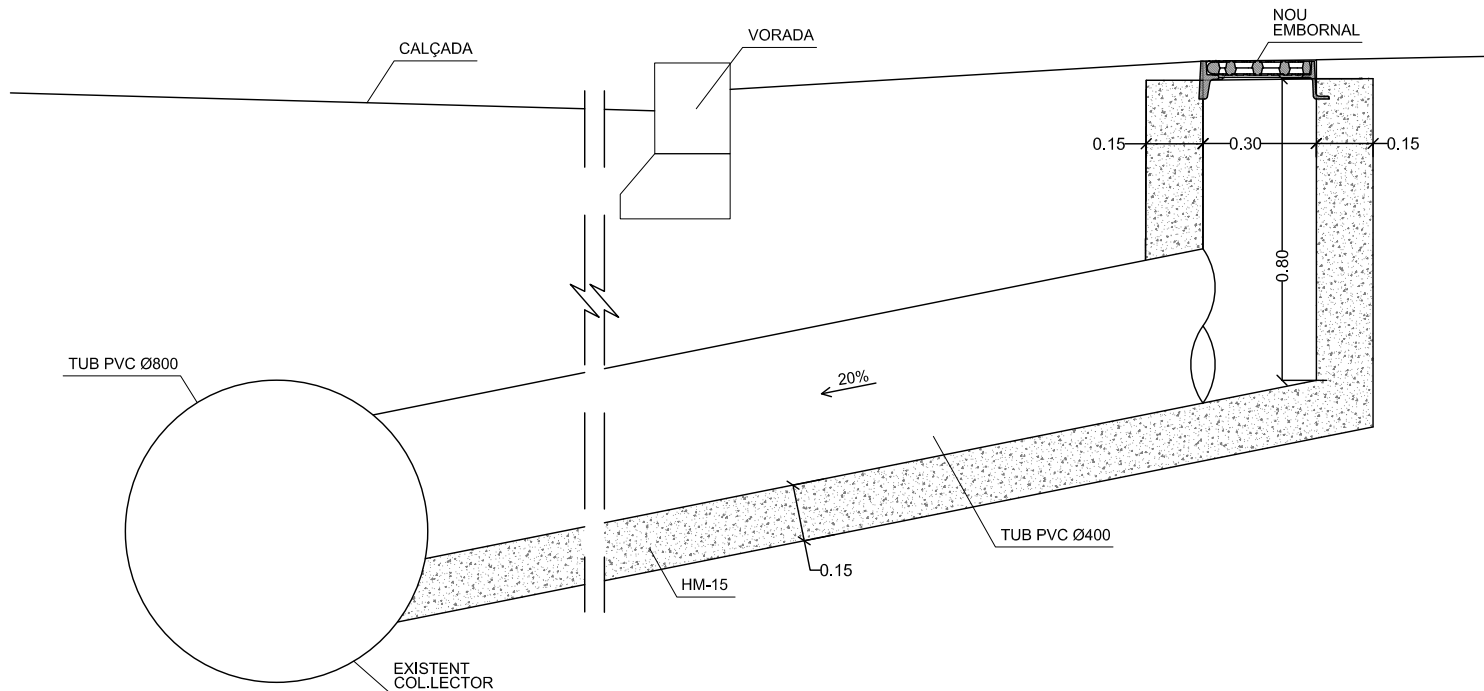 NOU
EMBORNAL
VORADA
CALÇADA
0.15
0.30
0.15
0.80
TUB PVC Ø800
20%
TUB PVC Ø400
0.15
HM-15
EXISTENT
COL.LECTOR